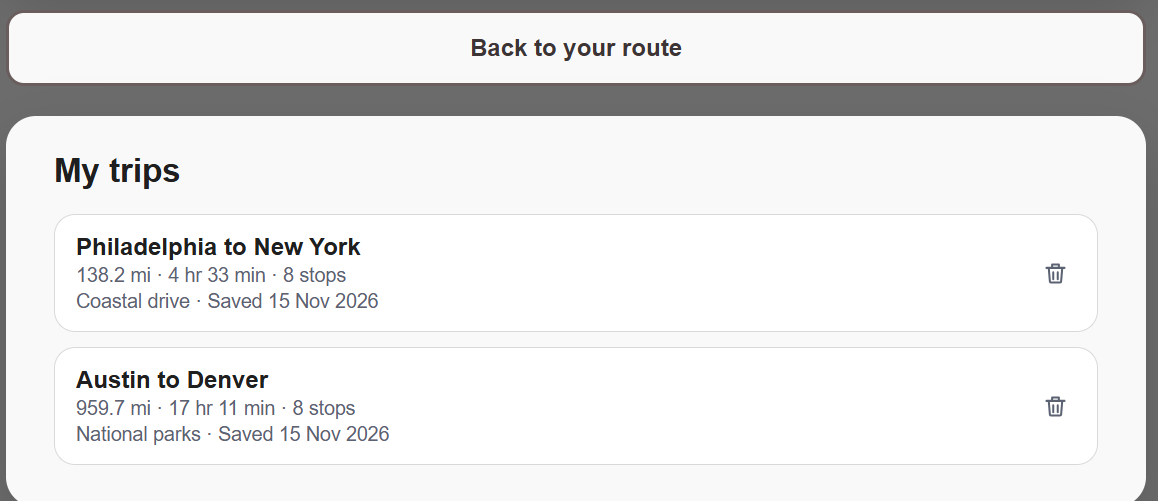 Back to your route
My trips
Philadelphia to New York
138.2 mi · 4 hr 33 min · 8 stops
Coastal drive · Saved 15 Nov 2026
Austin to Denver
959.7 mi · 17 hr 11 min · 8 stops
National parks · Saved 15 Nov 2026